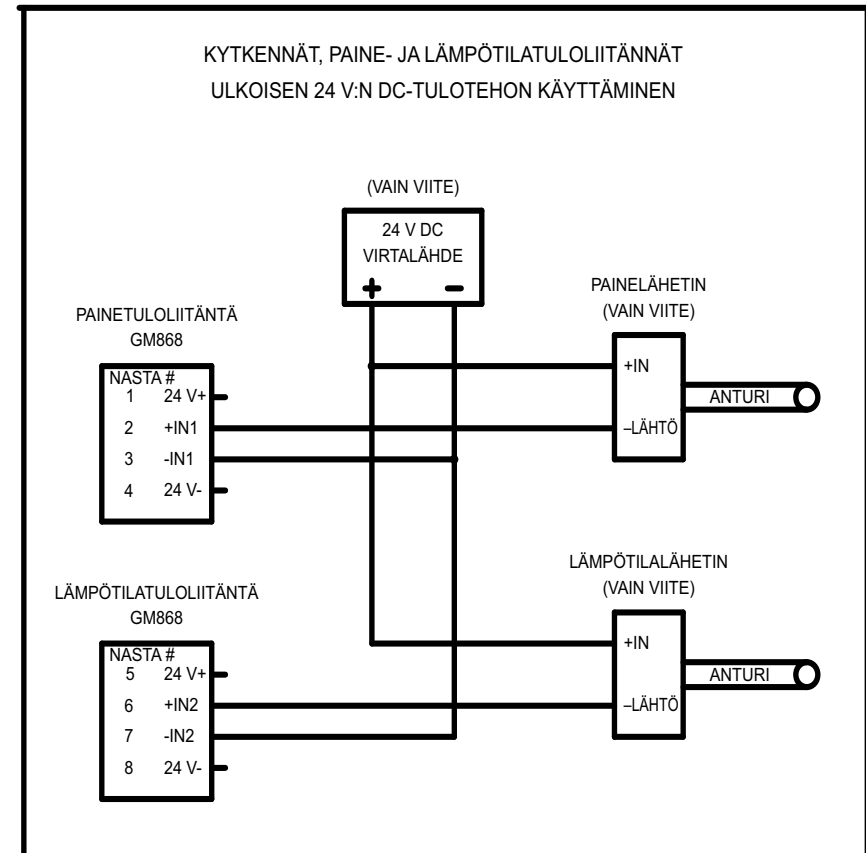 KYTKENNÄT, PAINE- JA LÄMPÖTILATULOLIITÄNNÄT
ULKOISEN 24 V:N DC-TULOTEHON KÄYTTÄMINEN
(VAIN VIITE)
24 V DC
VIRTALÄHDE
+ –
PAINETULOLIITÄNTÄ
GM868
NASTA #
1 24 V+
2 +IN1
3 -IN1
4 24 V-
PAINELÄHETIN
(VAIN VIITE)
+IN
–LÄHTÖ
ANTURI
LÄMPÖTILATULOLIITÄNTÄ
GM868
NASTA #
5 24 V+
6 +IN2
7 -IN2
8 24 V-
LÄMPÖTILALÄHETIN
(VAIN VIITE)
+IN
–LÄHTÖ
ANTURI